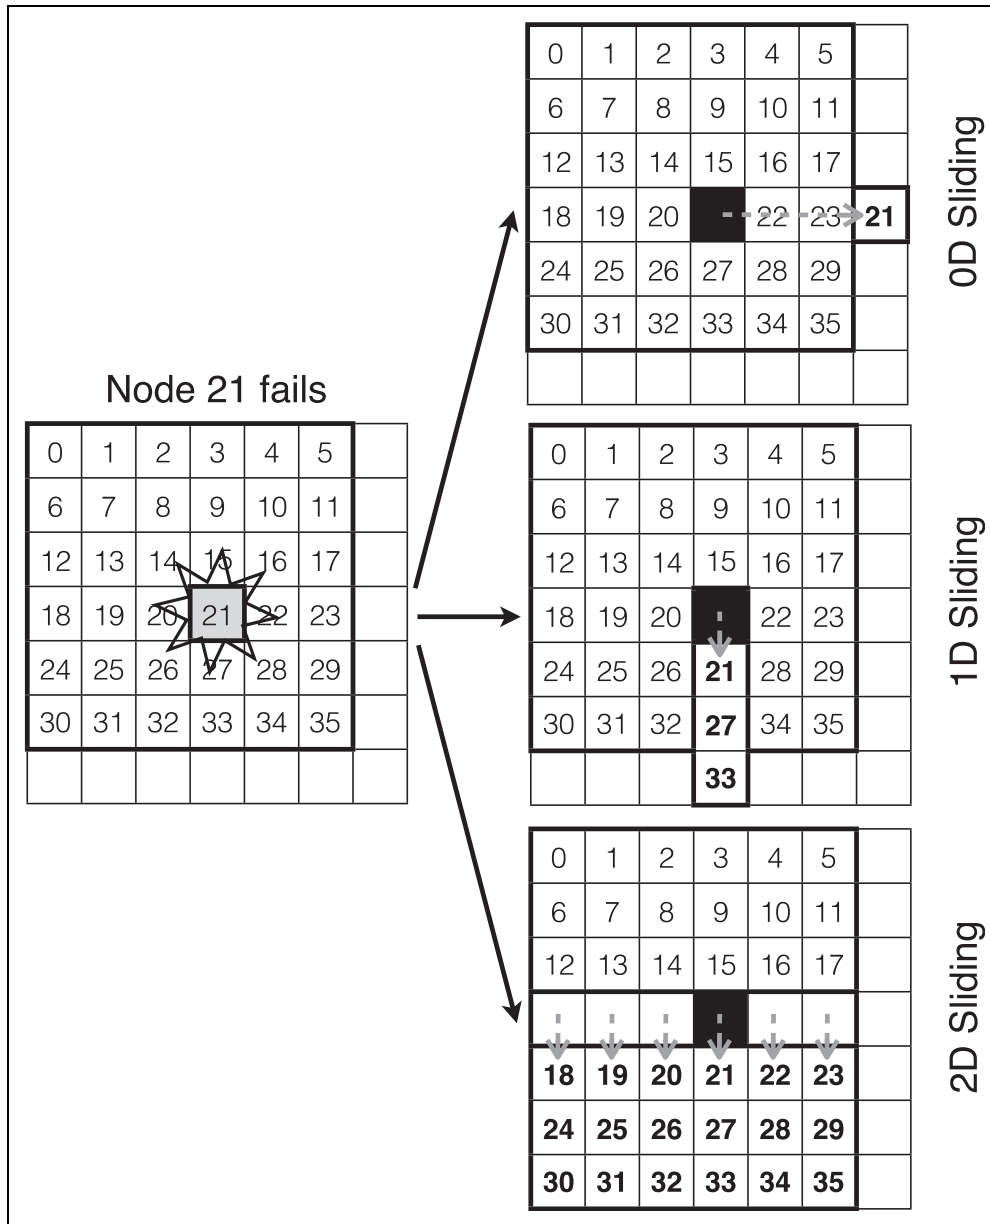 Node 21 fails
0 1 2 3 4 5
6 7 8 9 10 11
12 13 14 15 16 17
18 19 20 21 22 23
24 25 26 27 28 29
30 31 32 33 34 35
0 1 2 3 4 5
6 7 8 9 10 11
12 13 14 15 16 17
18 19 20 22 23 21
24 25 26 27 28 29
30 31 32 33 34 35
0D Sliding
0 1 2 3 4 5
6 7 8 9 10 11
12 13 14 15 16 17
18 19 20 22 23
24 25 26 21 28 29
30 31 32 27 34 35
33
1D Sliding
0 1 2 3 4 5
6 7 8 9 10 11
12 13 14 15 16 17
18 19 20 21 22 23
24 25 26 27 28 29
30 31 32 33 34 35
2D Sliding